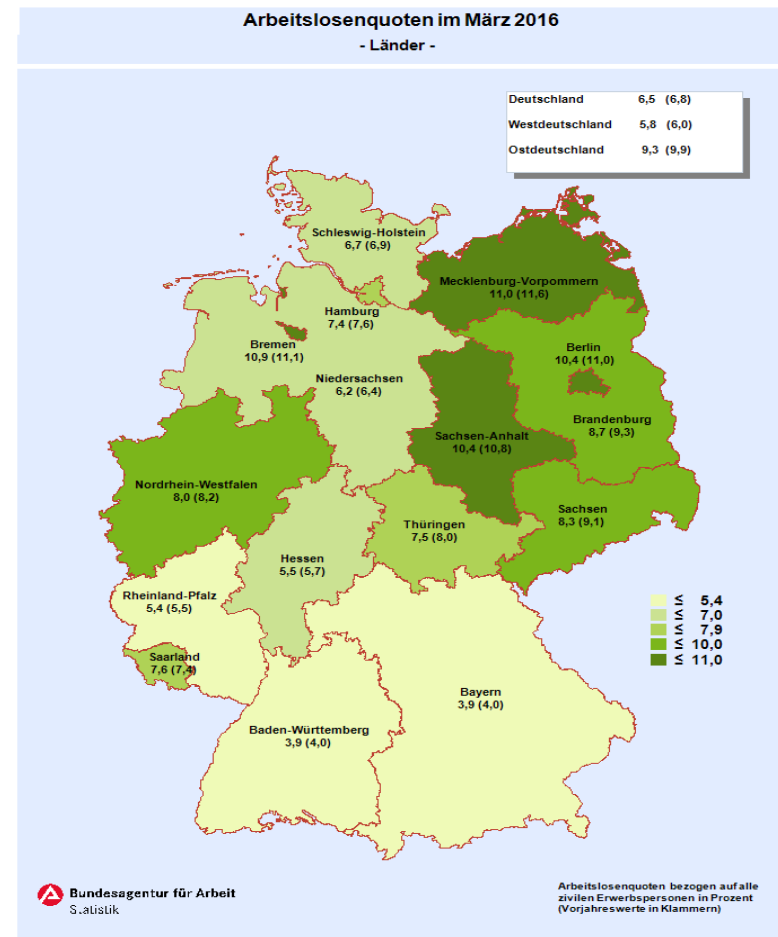 Arbeitslosenquoten im März 2016
- Länder -
Deutschland 6,5 (6,8)
Westdeutschland 5,8 (6,0)
Ostdeutschland 9,3 (9,9)
Schleswig-Holstein
6,7 (6,9)
Mecklenburg-Vorpommern
11,0 (11,6)
Hamburg
7,4 (7,6)
Bremen
10,9 (11,1)
Berlin
10,4 (11,0)
Niedersachsen
6,2 (6,4)
Brandenburg
8,7 (9,3)
Sachsen-Anhalt
10,4 (10,8)
Nordrhein-Westfalen
8,0 (8,2)
Sachsen
8,3 (9,1)
Thüringen
7,5 (8,0)
Hessen
5,5 (5,7)
Rheinland-Pfalz
5,4 (5,5)
Saarland
7,6 (7,4)
Bayern
3,9 (4,0)
Baden-Württemberg
3,9 (4,0)
≤ 5,4
≤ 7,0
≤ 7,9
≤ 10,0
≤ 11,0
Bundesagentur für Arbeit
Statistik
Arbeitslosenquoten bezogen auf alle
zivilen Erwerbspersonen in Prozent
(Vorjahreswerte in Klammern)